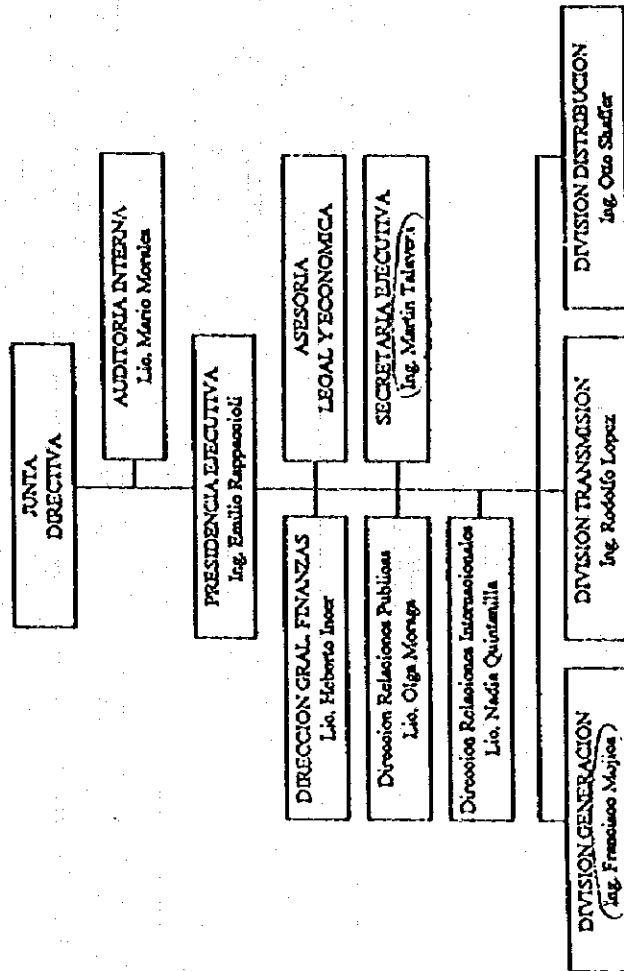 JUNTA
DIRECTIVA
AUDITORIA INTERNA
Lic. Mario Morales
PRESIDENCIA EJECUTIVA
Ing. Emilio Rappaccioli
DIRECCION GRAL. FINANZAS
Lic. Heberto Incer
ASESORIA
LEGAL Y ECONOMICA
Direccion Relaciones Publicas
Lic. Olga Moraga
SECRETARIA EJECUTIVA
Ing. Martin Talavera
Direccion Relaciones Internacionales
Lic. Nadia Quintanilla
DIVISION GENERACION
Ing. Francisco Mojica
DIVISION TRANSMISION
Ing. Rodolfo Lopez
DIVISION DISTRIBUCION
Ing. Otto Shaffer